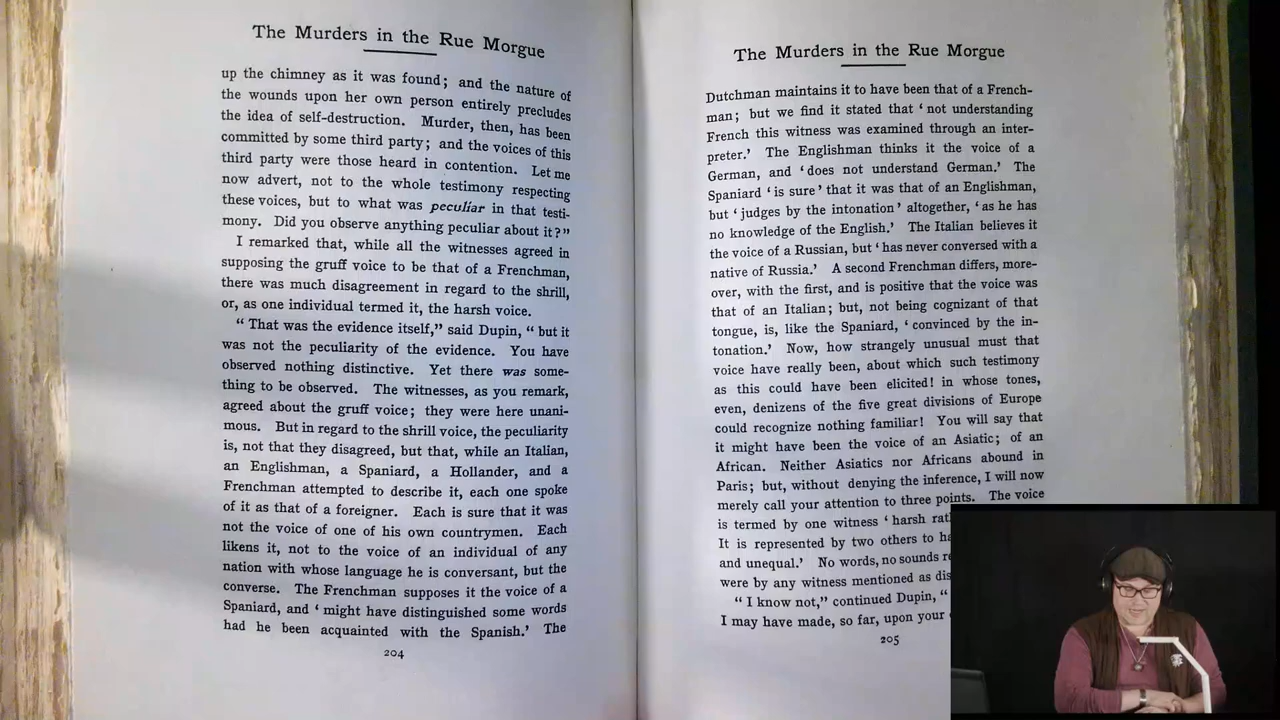 The Murders in the Rue Morgue
up the chimney as it was found; and the nature of
the wounds upon her own person entirely precludes
the idea of self-destruction. Murder, then, has been
committed by some third party; and the voices of this
third party were those heard in contention. Let me
now advert, not to the whole testimony respecting
these voices, but to what was peculiar in that testi-
mony. Did you observe anything peculiar about it?"
I remarked that, while all the witnesses agreed in
supposing the gruff voice to be that of a Frenchman,
there was much disagreement in regard to the shrill,
or, as one individual termed it, the harsh voice.
"That was the evidence itself," said Dupin, "but it
was not the peculiarity of the evidence. You have
observed nothing distinctive. Yet there was some-
thing to be observed. The witnesses, as you remark,
agreed about the gruff voice; they were here unani-
mous. But in regard to the shrill voice, the peculiarity
is, not that they disagreed, but that, while an Italian,
an Englishman, a Spaniard, a Hollander, and a
Frenchman attempted to describe it, each one spoke
of it as that of a foreigner. Each is sure that it was
not the voice of one of his own countrymen. Each
likens it, not to the voice of an individual of any
nation with whose language he is conversant, but the
converse. The Frenchman supposes it the voice of a
Spaniard, and 'might have distinguished some words
had he been acquainted with the Spanish.' The
204
The Murders in the Rue Morgue
Dutchman maintains it to have been that of a French-
man; but we find it stated that 'not understanding
French this witness was examined through an inter-
preter.' The Englishman thinks it the voice of a
German, and 'does not understand German.' The
Spaniard 'is sure' that it was that of an Englishman,
but 'judges by the intonation' altogether, 'as he has
no knowledge of the English.' The Italian believes it
the voice of a Russian, but 'has never conversed with a
native of Russia.' A second Frenchman differs, more-
over, with the first, and is positive that the voice was
that of an Italian; but, not being cognizant of that
tongue, is, like the Spaniard, 'convinced by the in-
tonation.' Now, how strangely unusual must that
voice have really been, about which such testimony
as this could have been elicited! in whose tones,
even, denizens of the five great divisions of Europe
could recognize nothing familiar! You will say that
it might have been the voice of an Asiatic; of an
African. Neither Asiatics nor Africans abound in
Paris; but, without denying the inference, I will now
merely call your attention to three points. The voice
is termed by one witness 'harsh
It is represented by two others to
and unequal.' No words, no sounds
were by any witness mentioned as
"I know not," continued Dupin, "
I may have made, so far, upon your
205